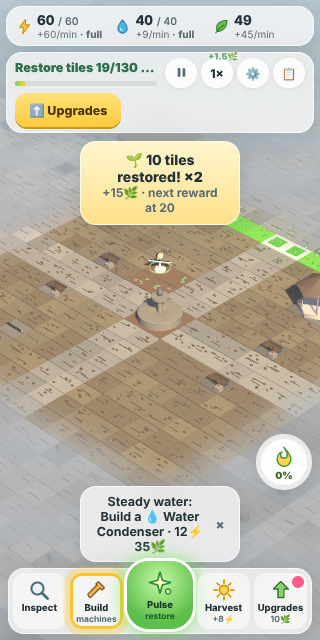 60 / 60
+60/min · full
40 / 40
+9/min · full
49
+45/min
+1.5
Restore tiles 19/130 ...
1×
Upgrades
10 tiles
restored! ×2
+15 · next reward
at 20
0%
Steady water:
Build a 💧 Water
Condenser · 12⚡
35🌿
×
Inspect
Build
machines
Pulse
restore
Harvest
+8⚡
Upgrades
10🌿